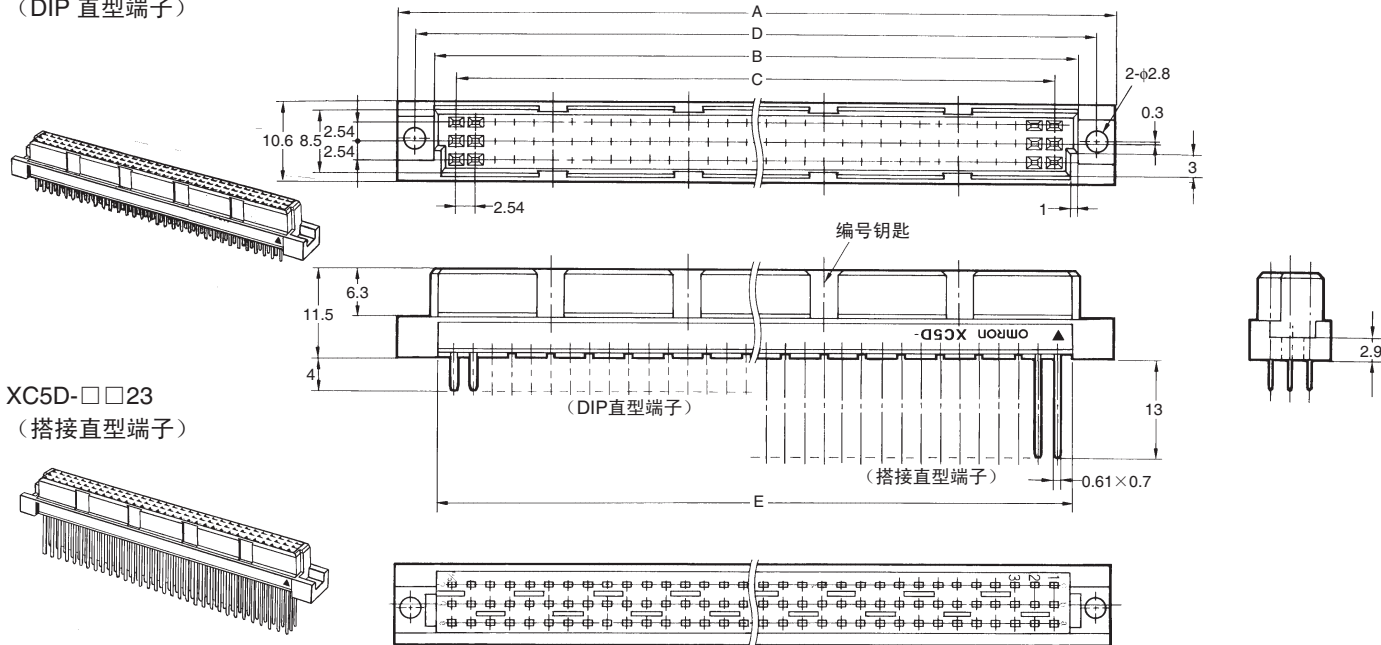 （DIP 直型端子）
A
D
B
C
2-φ2.8
0.3
10.6
8.5
2.54
2.54
3
2.54
1
编号钥匙
6.3
11.5
OMRON XC5D-
2.9
4
（DIP直型端子）
13
XC5D-□□23
（搭接直型端子）
（搭接直型端子）
0.61×0.7
E
3
2
1